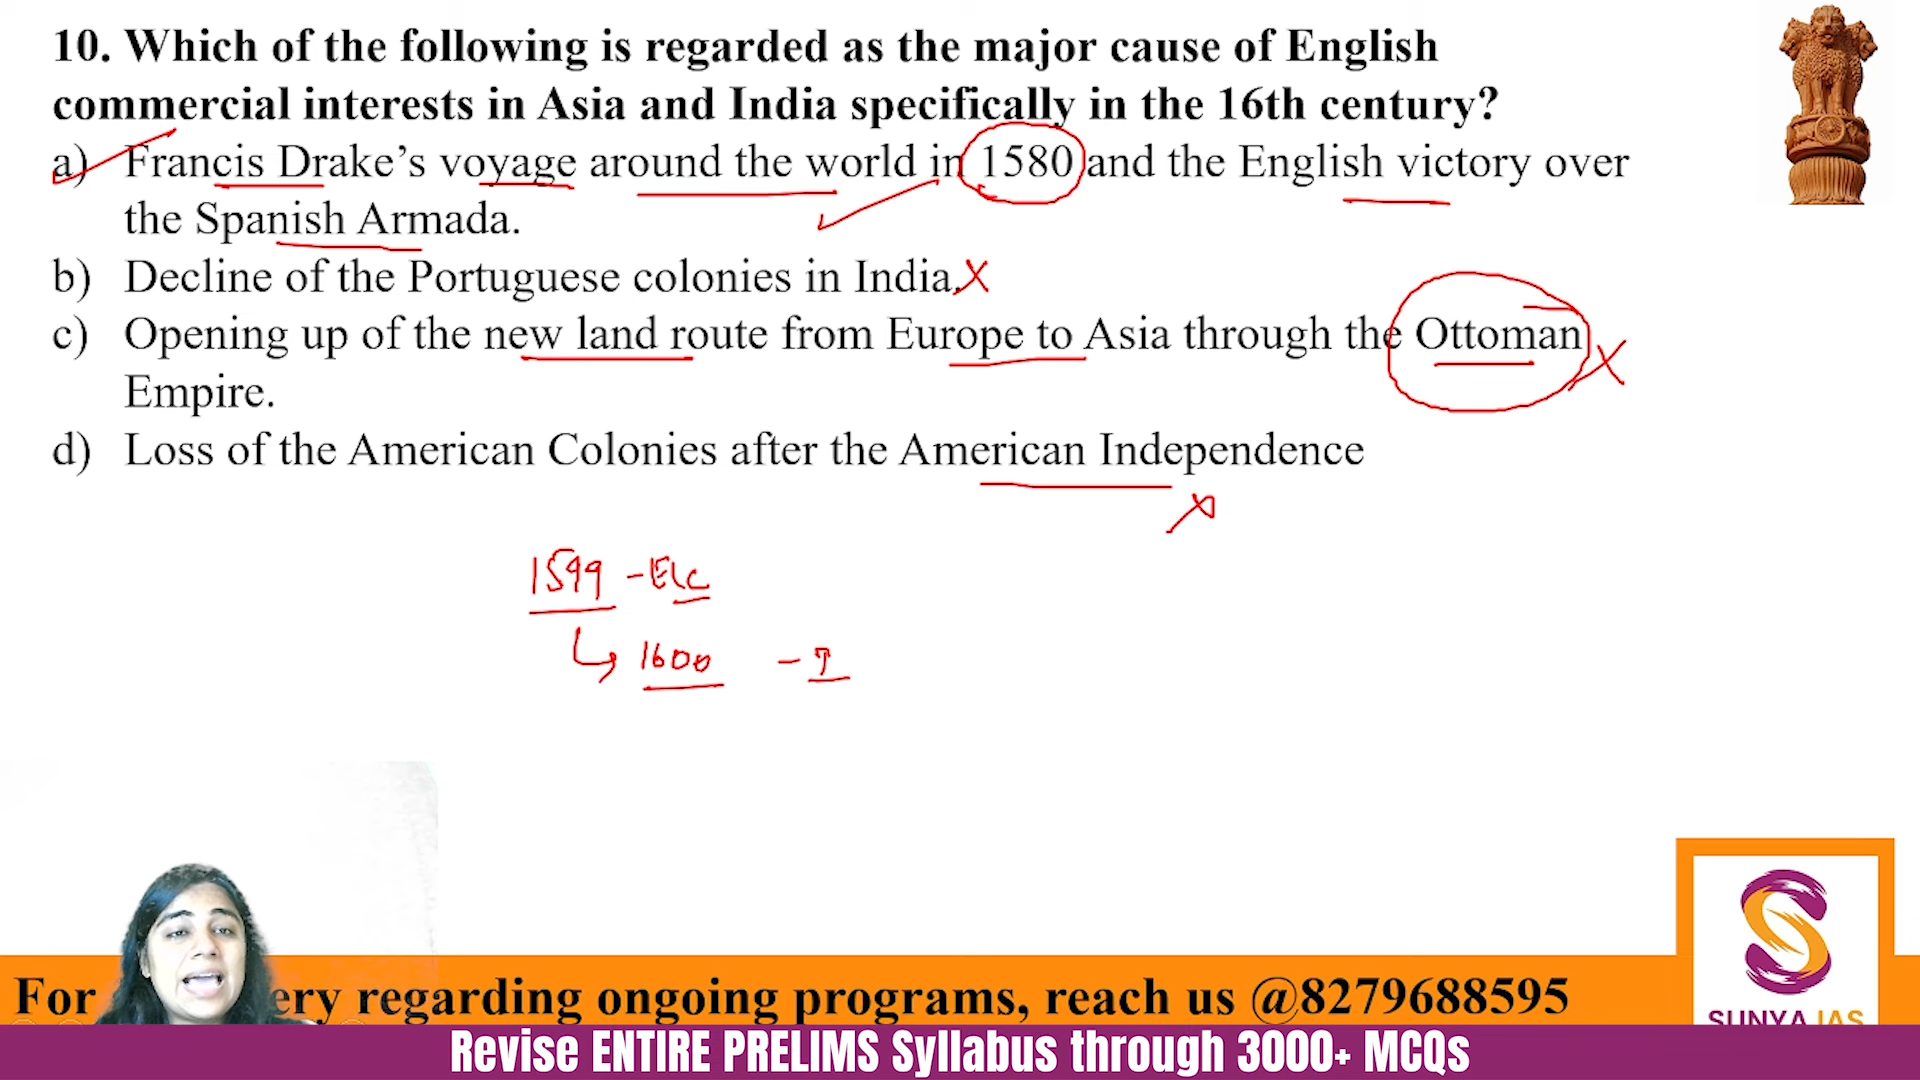 10. Which of the following is regarded as the major cause of English
commercial interests in Asia and India specifically in the 16th century?
a) Francis Drake’s voyage around the world in 1580 and the English victory over
the Spanish Armada.
b) Decline of the Portuguese colonies in India.
c) Opening up of the new land route from Europe to Asia through the Ottoman
Empire.
d) Loss of the American Colonies after the American Independence
1599 - EIC
1600 -
For ery regarding ongoing programs, reach us @8279688595
SUNYA IAS
Revise ENTIRE PRELIMS Syllabus through 3000+ MCQs